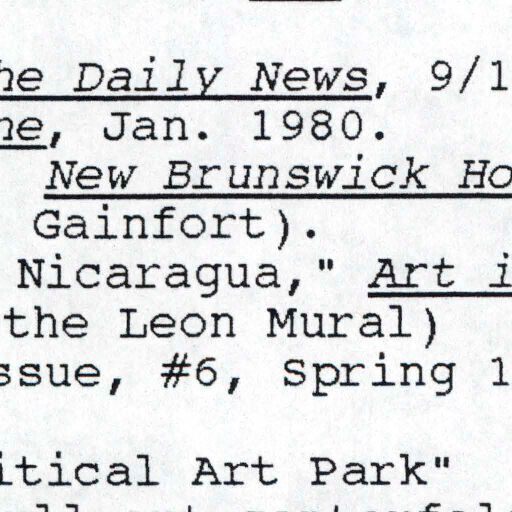 he Daily News, 9/1
ne, Jan. 1980.
New Brunswick Ho
Gainfort).
Nicaragua," Art i
the Leon Mural)
ssue, #6, Spring 1
itical Art Park"